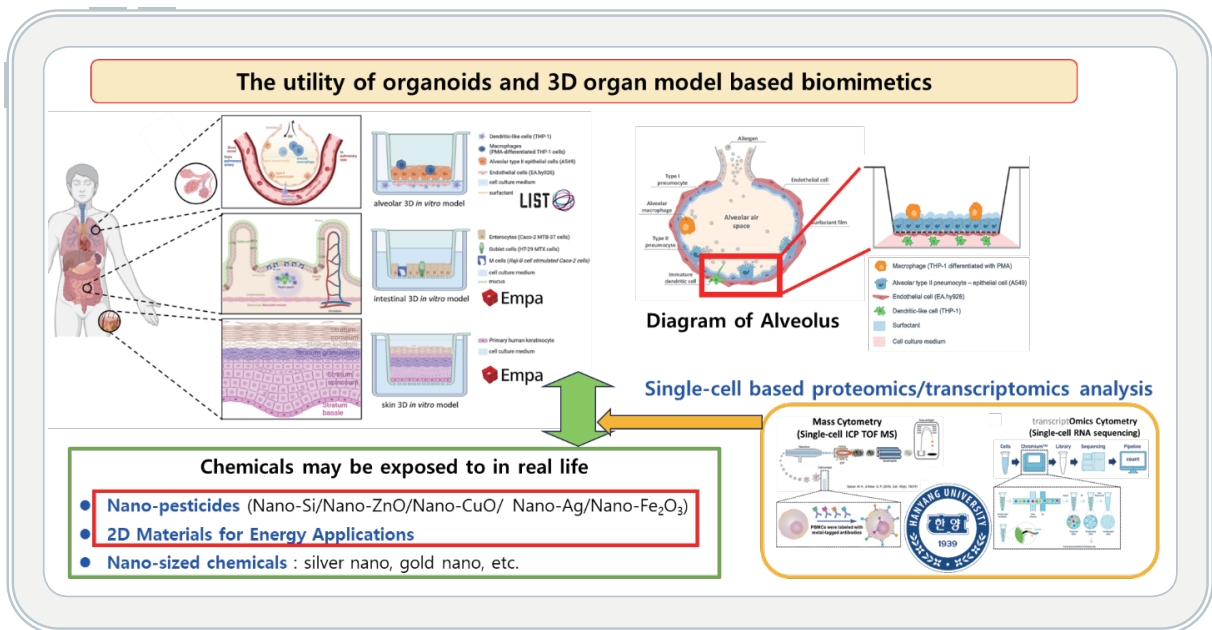 The utility of organoids and 3D organ model based biomimetics
Air
Dendritic-like cells (THP-1)
Macrophages
(PMA-differentiated THP-1 cells)
Alveolar type II epithelial cells (A549)
Endothelial cells (EA.hy926)
cell culture medium
surfactant
alveolar 3D in vitro model
LIST
Enterocytes (Caco-2 MTB-37 cells)
Goblet cells (HT-29 MTX cells)
M cells (Raji-B cell stimulated Caco-2 cells)
cell culture medium
mucus
intestinal 3D in vitro model
Empa
Stratum
corneum
Stratum
spinosum
Stratum
basale
Primary human keratinocyte
cell culture medium
skin 3D in vitro model
Empa
Allergen
Type I
pneumocyte
Endothelial cell
Alveolar
macrophage
Alveolar air
space
Surfactant film
Type II
pneumocyte
Immature
dendritic cell
Diagram of Alveolus
Macrophage (THP-1 differentiated with PMA)
Alveolar type II pneumocyte – epithelial cell (A549)
Endothelial cell (EA.hy926)
Dendritic-like cell (THP-1)
Surfactant
Cell culture medium
Single-cell based proteomics/transcriptomics analysis
Mass Cytometry
(Single-cell ICP TOF MS)
PBMCs were labeled with
metal-tagged antibodies
transcriptOmics Cytometry
(Single-cell RNA sequencing)
Cells
Chromium™
Library
Sequencing
Pipeline
count
HANYANG UNIVERSITY
한양
1939
Chemicals may be exposed to in real life
Nano-pesticides (Nano-Si/Nano-ZnO/Nano-CuO/ Nano-Ag/Nano-Fe₂O₃)
2D Materials for Energy Applications
Nano-sized chemicals : silver nano, gold nano, etc.